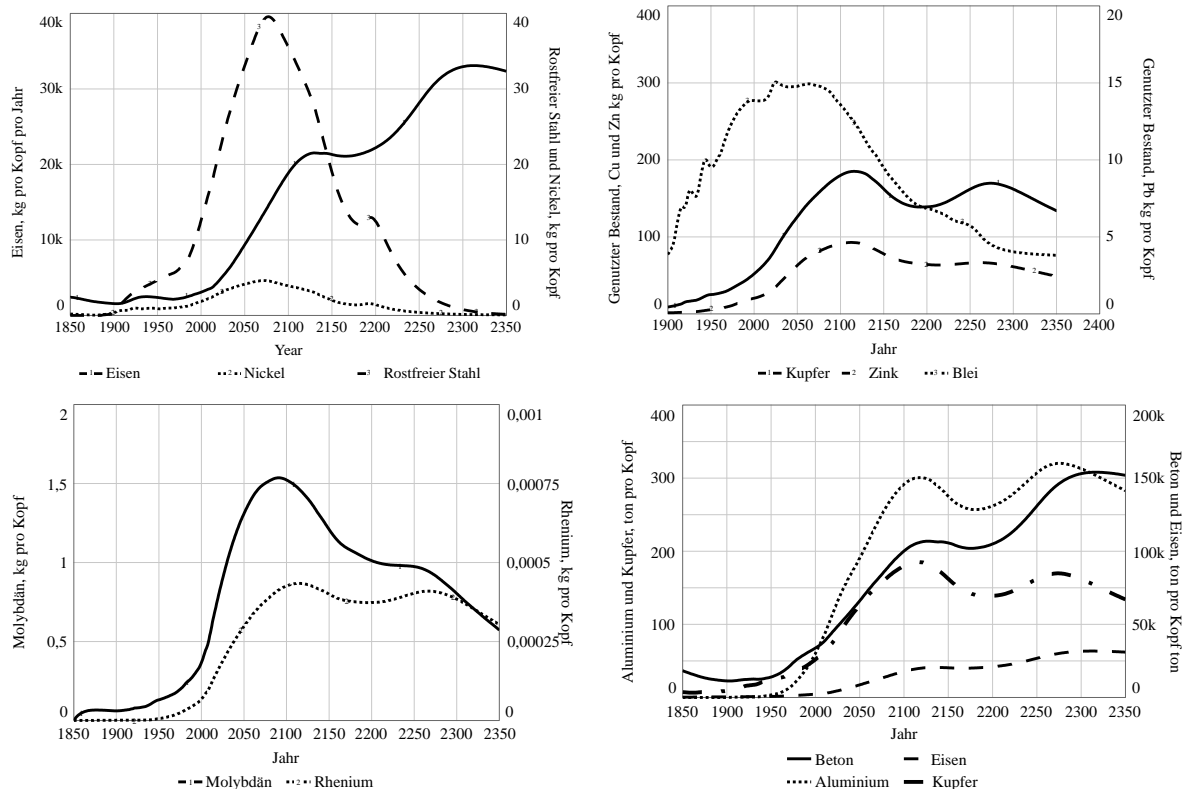 Eisen, kg pro Kopf pro Jahr
40k
30k
20k
10k
0
40
30
20
10
0
Rostfreier Stahl und Nickel, kg pro Kopf
1850 1900 1950 2000 2050 2100 2150 2200 2250 2300 2350
Year
1 Eisen 2 Nickel 3 Rostfreier Stahl
Genutzter Bestand, Cu und Zn kg pro Kopf
400
300
200
100
0
20
15
10
5
0
Genutzter Bestand, Pb kg pro Kopf
1900 1950 2000 2050 2100 2150 2200 2250 2300 2350 2400
Jahr
1 Kupfer 2 Zink 3 Blei
Molybdän, kg pro Kopf
2
1,5
1
0,5
0
0,001
0,00075
0,0005
0,00025
0
Rhenium, kg pro Kopf
1850 1900 1950 2000 2050 2100 2150 2200 2250 2300 2350
Jahr
1 Molybdän 2 Rhenium
Aluminium und Kupfer, ton pro Kopf
400
300
200
100
0
200k
150k
100k
50k
0
Beton und Eisen, ton pro Kopf ton
1850 1900 1950 2000 2050 2100 2150 2200 2250 2300 2350
Jahr
Beton Eisen
Aluminium Kupfer